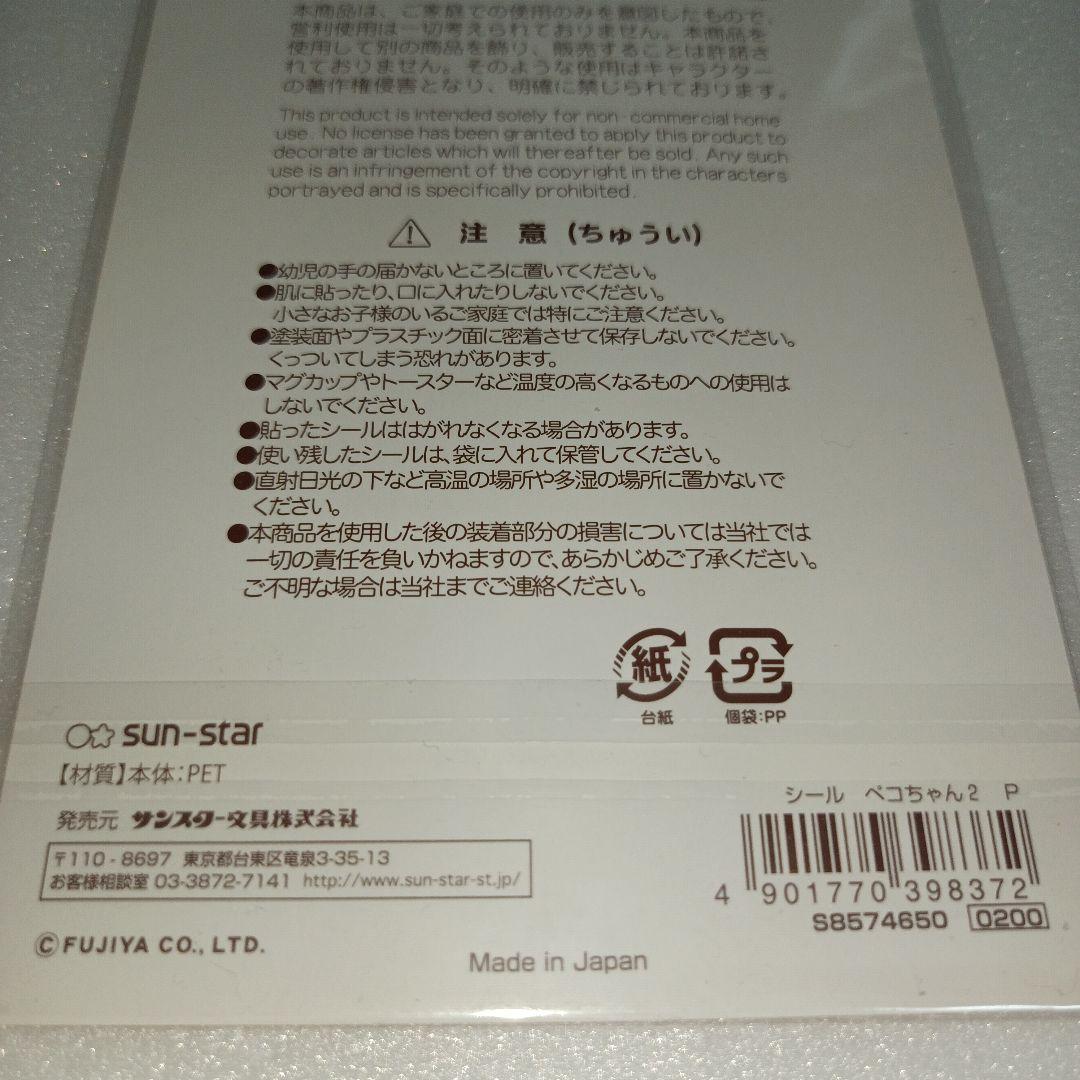 本商品は、ご家庭での使用のみを意図したもので、
営利使用は一切考えられておりません。本商品を
使用して別の商品を飾り、販売することは許諾さ
れておりません。そのような使用はキャラクター
の著作権侵害となり、明確に禁じられております。
This product is intended solely for non-commercial home
use. No license has been granted to apply this product to
decorate articles which will thereafter be sold. Any such
use is an infringement of the copyright in the characters
portrayed and is specifically prohibited.
注 意 (ちゅうい)
●幼児の手の届かないところに置いてください。
●肌に貼ったり、口に入れたりしないでください。
小さなお子様のいるご家庭では特にご注意ください。
●塗装面やプラスチック面に密着させて保存しないでください。
くっついてしまう恐れがあります。
●マグカップやトースターなど温度の高くなるものへの使用は
しないでください。
●貼ったシールははがれなくなる場合があります。
●使い残したシールは、袋に入れて保管してください。
●直射日光の下など高温の場所や多湿の場所に置かないで
ください。
●本商品を使用した後の装着部分の損害については当社では
一切の責任を負いかねますので、あらかじめご了承ください。
ご不明な場合は当社までご連絡ください。
紙 プラ
台紙 個袋:PP
sun-star
【材質】本体:PET
発売元 サンスター文具株式会社
〒110-8697 東京都台東区竜泉3-35-13
お客様相談室 03-3872-7141 http://www.sun-star-st.jp/
©FUJIYA CO., LTD.
Made in Japan
シール ペコちゃん2 P
4 901770 398372
S8574650 0200